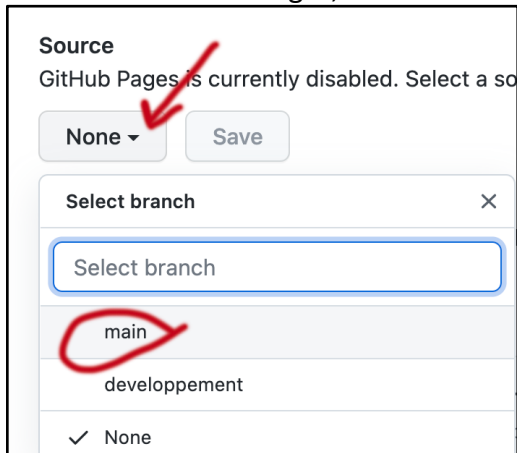 Source
GitHub Pages is currently disabled. Select a so
None
Save
Select branch
Select branch
main
developpement
None